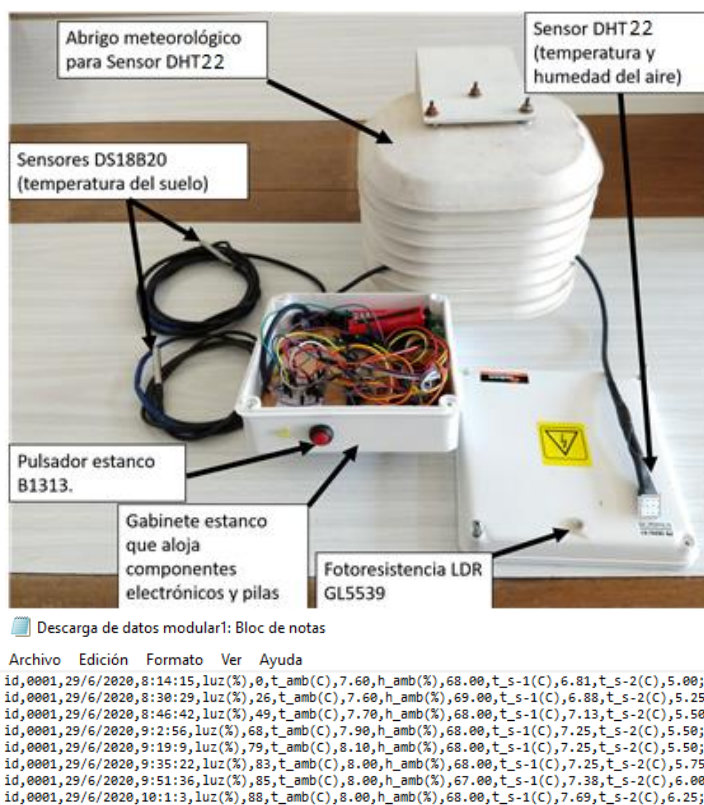 Abrigo meteorológico
para Sensor DHT22
Sensor DHT22
(temperatura y
humedad del aire)
Sensores DS18B20
(temperatura del suelo)
Pulsador estanco
B1313.
Gabinete estanco
que aloja
componentes
electrónicos y pilas
Fotoresistencia LDR
GL5539
Descarga de datos modular1: Bloc de notas
Archivo Edición Formato Ver Ayuda
id,0001,29/6/2020,8:14:15,luz(%),0,t_amb(C),7.60,h_amb(%),68.00,t_s-1(C),6.81,t_s-2(C),5.00;
id,0001,29/6/2020,8:30:29,luz(%),26,t_amb(C),7.60,h_amb(%),69.00,t_s-1(C),6.88,t_s-2(C),5.25
id,0001,29/6/2020,8:46:42,luz(%),49,t_amb(C),7.70,h_amb(%),68.00,t_s-1(C),7.13,t_s-2(C),5.50
id,0001,29/6/2020,9:2:56,luz(%),68,t_amb(C),7.90,h_amb(%),68.00,t_s-1(C),7.25,t_s-2(C),5.50;
id,0001,29/6/2020,9:19:9,luz(%),79,t_amb(C),8.10,h_amb(%),68.00,t_s-1(C),7.25,t_s-2(C),5.50;
id,0001,29/6/2020,9:35:22,luz(%),83,t_amb(C),8.00,h_amb(%),68.00,t_s-1(C),7.25,t_s-2(C),5.75
id,0001,29/6/2020,9:51:36,luz(%),85,t_amb(C),8.00,h_amb(%),67.00,t_s-1(C),7.38,t_s-2(C),6.00
id,0001,29/6/2020,10:1:3,luz(%),88,t_amb(C),8.00,h_amb(%),68.00,t_s-1(C),7.69,t_s-2(C),6.25;